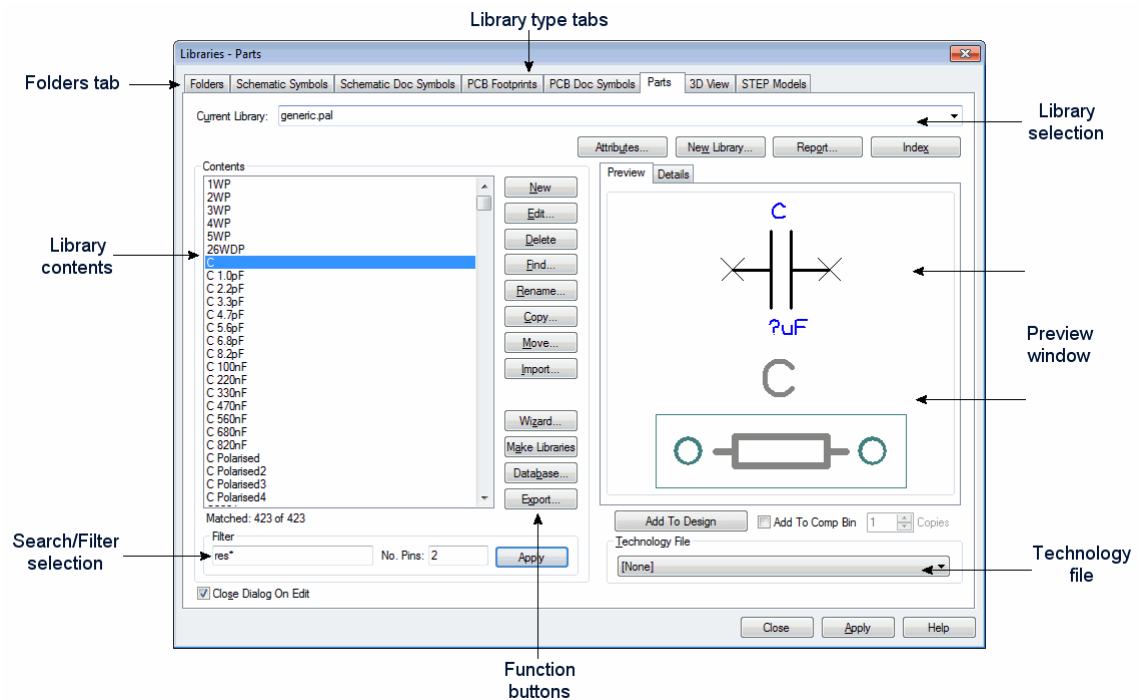 Library type tabs
Libraries - Parts
Folders tab
Folders Schematic Symbols Schematic Doc Symbols PCB Footprints PCB Doc Symbols Parts 3D View STEP Models
Current Library: generic.pal
Library
selection
Attributes... New Library... Report... Index
Contents
Preview Details
1WP
2WP
3WP
4WP
5WP
26WDP
C
C 1.0pF
C 2.2pF
C 3.3pF
C 4.7pF
C 5.6pF
C 6.8pF
C 8.2pF
C 100nF
C 220nF
C 330nF
C 470nF
C 560nF
C 680nF
C 820nF
C Polarised
C Polarised2
C Polarised3
C Polarised4
Library
contents
New
Edit...
Delete
Find...
Rename...
Copy...
Move...
Import...
Wizard...
Make Libraries
Database...
Export...
C
?uF
C
Preview
window
Matched: 423 of 423
Add To Design Add To Comp Bin 1 Copies
Search/Filter
selection
Filter
res* No. Pins: 2 Apply
Technology File
[None]
Technology
file
Close Dialog On Edit
Close Apply Help
Function
buttons